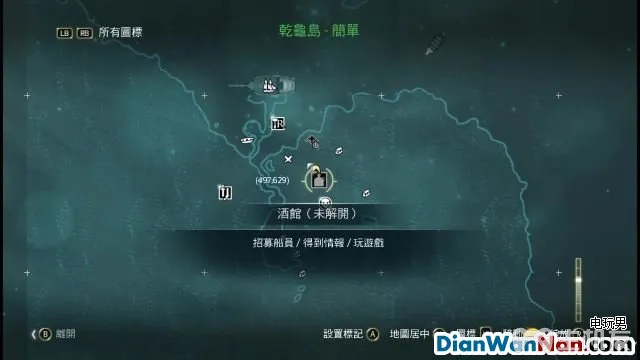 LB RB 所有圖標
乾龜島 - 簡單
(497,629)
酒館（未解開）
招募船員 / 得到情報 / 玩遊戲
B 離開
設置標記 A 地圖居中 圖標
电玩男
DianWanNan.com